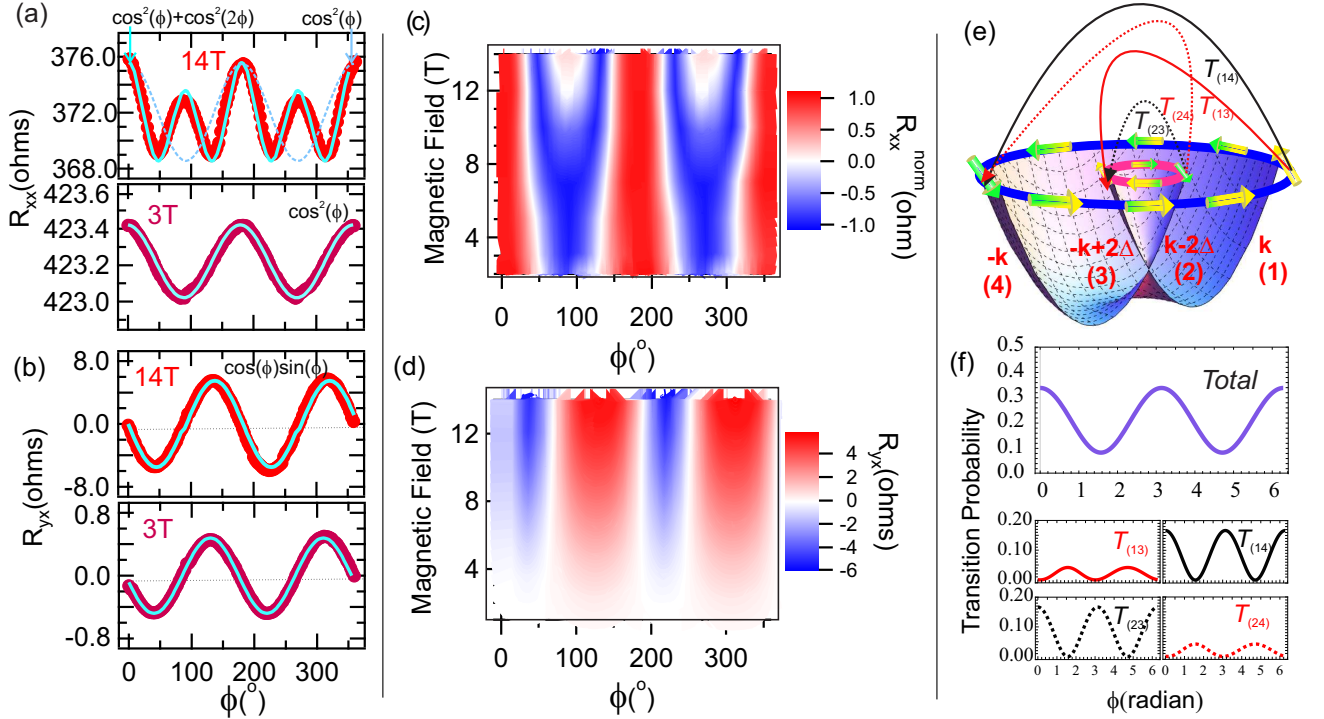 (a)
cos²(ϕ)+cos²(2ϕ)
cos²(ϕ)
376.0
372.0
368.0
14T
423.6
423.4
423.2
423.0
3T
cos²(ϕ)
Rxx(ohms)
(b)
8.0
0.0
-8.0
14T
cos(ϕ)sin(ϕ)
0.8
0.0
-0.8
3T
Ryx(ohms)
0 100 200 300
ϕ(°)
(c)
Magnetic Field (T)
12
8
4
0 100 200 300
ϕ(°)
1.0
0.5
0.0
-0.5
-1.0
Rxx norm (ohm)
(d)
Magnetic Field (T)
12
8
4
0 100 200 300
ϕ(°)
4
2
0
-2
-4
-6
Ryx(ohms)
(e)
T(14)
T(23)
T(24)
T(13)
-k
(4)
-k+2Δ
(3)
k-2Δ
(2)
k
(1)
(f)
Transition Probability
0.5
0.4
0.3
0.2
0.1
0.0
Total
0 1 2 3 4 5 6
0.20
0.10
0.00
T(13)
T(14)
0.20
0.10
0.00
T(23)
T(24)
0 1 2 3 4 5 6
0 1 2 3 4 5 6
ϕ(radian)